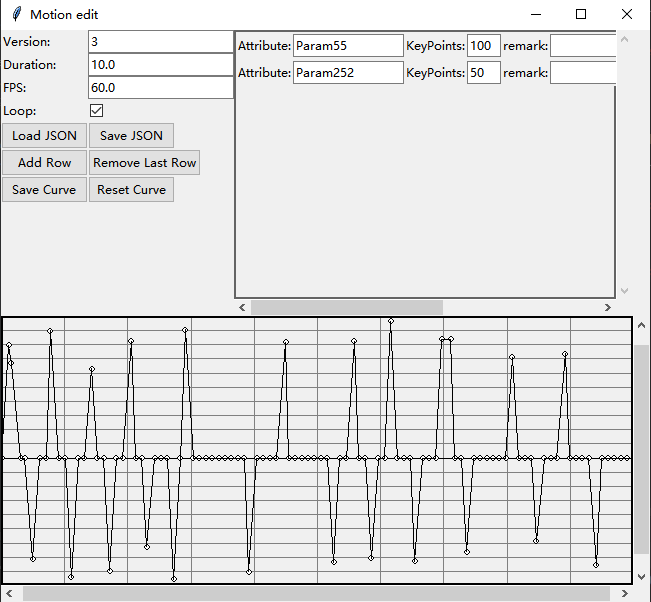 Motion edit
Version: 3
Duration: 10.0
FPS: 60.0
Loop:
Load JSON Save JSON
Add Row Remove Last Row
Save Curve Reset Curve
Attribute: Param55 KeyPoints: 100 remark:
Attribute: Param252 KeyPoints: 50 remark: